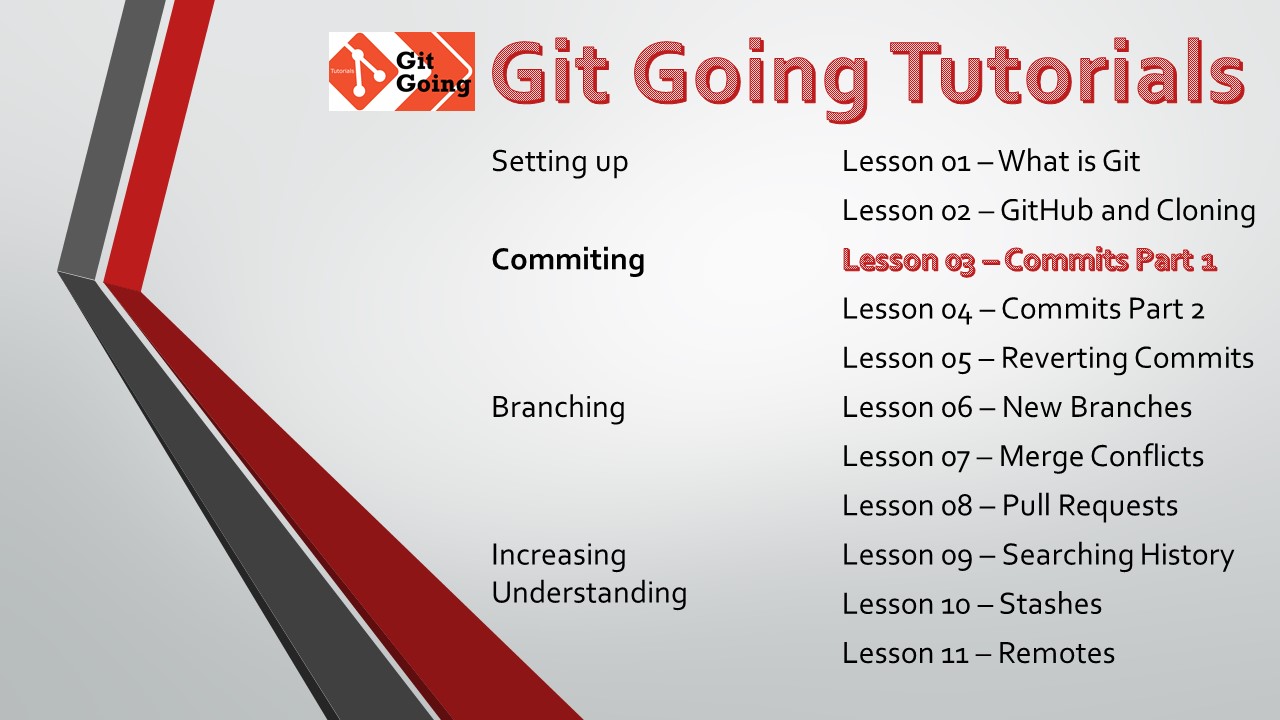 Tutorials
Git
Going
Git Going Tutorials
Setting up
Lesson 01 – What is Git
Lesson 02 – GitHub and Cloning
Commiting
Lesson 03 – Commits Part 1
Lesson 04 – Commits Part 2
Lesson 05 – Reverting Commits
Branching
Lesson 06 – New Branches
Lesson 07 – Merge Conflicts
Lesson 08 – Pull Requests
Increasing
Understanding
Lesson 09 – Searching History
Lesson 10 – Stashes
Lesson 11 – Remotes